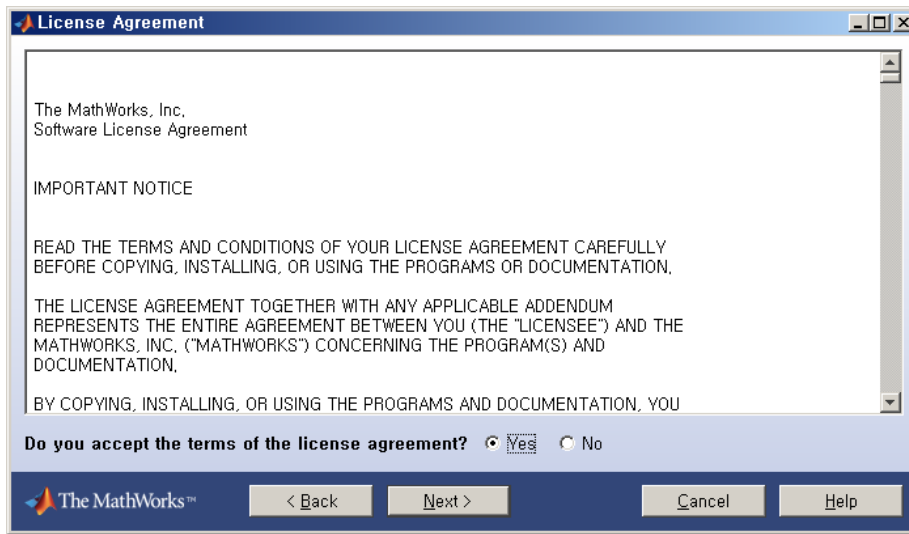 License Agreement
The MathWorks, Inc.
Software License Agreement
IMPORTANT NOTICE
READ THE TERMS AND CONDITIONS OF YOUR LICENSE AGREEMENT CAREFULLY
BEFORE COPYING, INSTALLING, OR USING THE PROGRAMS OR DOCUMENTATION.
THE LICENSE AGREEMENT TOGETHER WITH ANY APPLICABLE ADDENDUM
REPRESENTS THE ENTIRE AGREEMENT BETWEEN YOU (THE "LICENSEE") AND THE
MATHWORKS, INC. ("MATHWORKS") CONCERNING THE PROGRAM(S) AND
DOCUMENTATION.
BY COPYING, INSTALLING, OR USING THE PROGRAMS AND DOCUMENTATION, YOU
Do you accept the terms of the license agreement? Yes No
The MathWorks™ < Back Next > Cancel Help